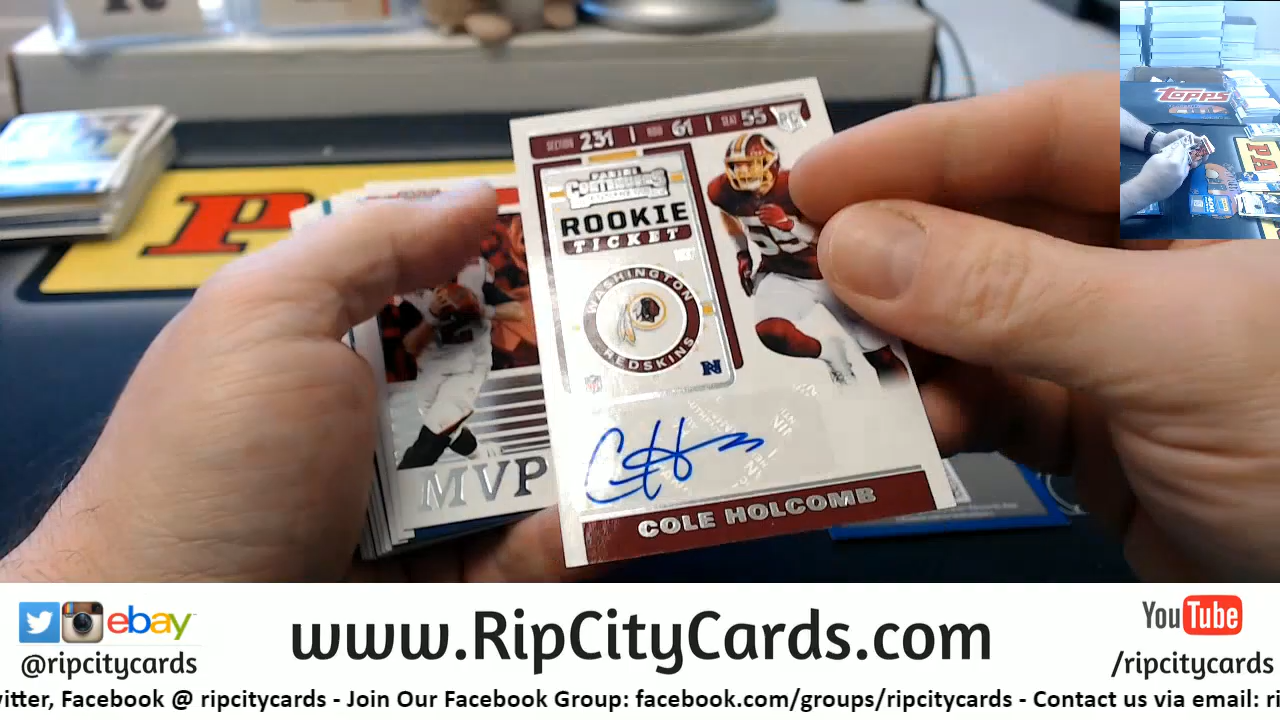 SECTION 231 | ROW 61 | SEAT 55 RC
PANINI
CONTENDERS
ROOKIE
TICKET
WASHINGTON
REDSKINS
N
NFL
55
MVP
COLE HOLCOMB
P
topps
PA
ebay
www.RipCityCards.com
YouTube
@ripcitycards
/ripcitycards
witter, Facebook @ ripcitycards - Join Our Facebook Group: facebook.com/groups/ripcitycards - Contact us via email: ri